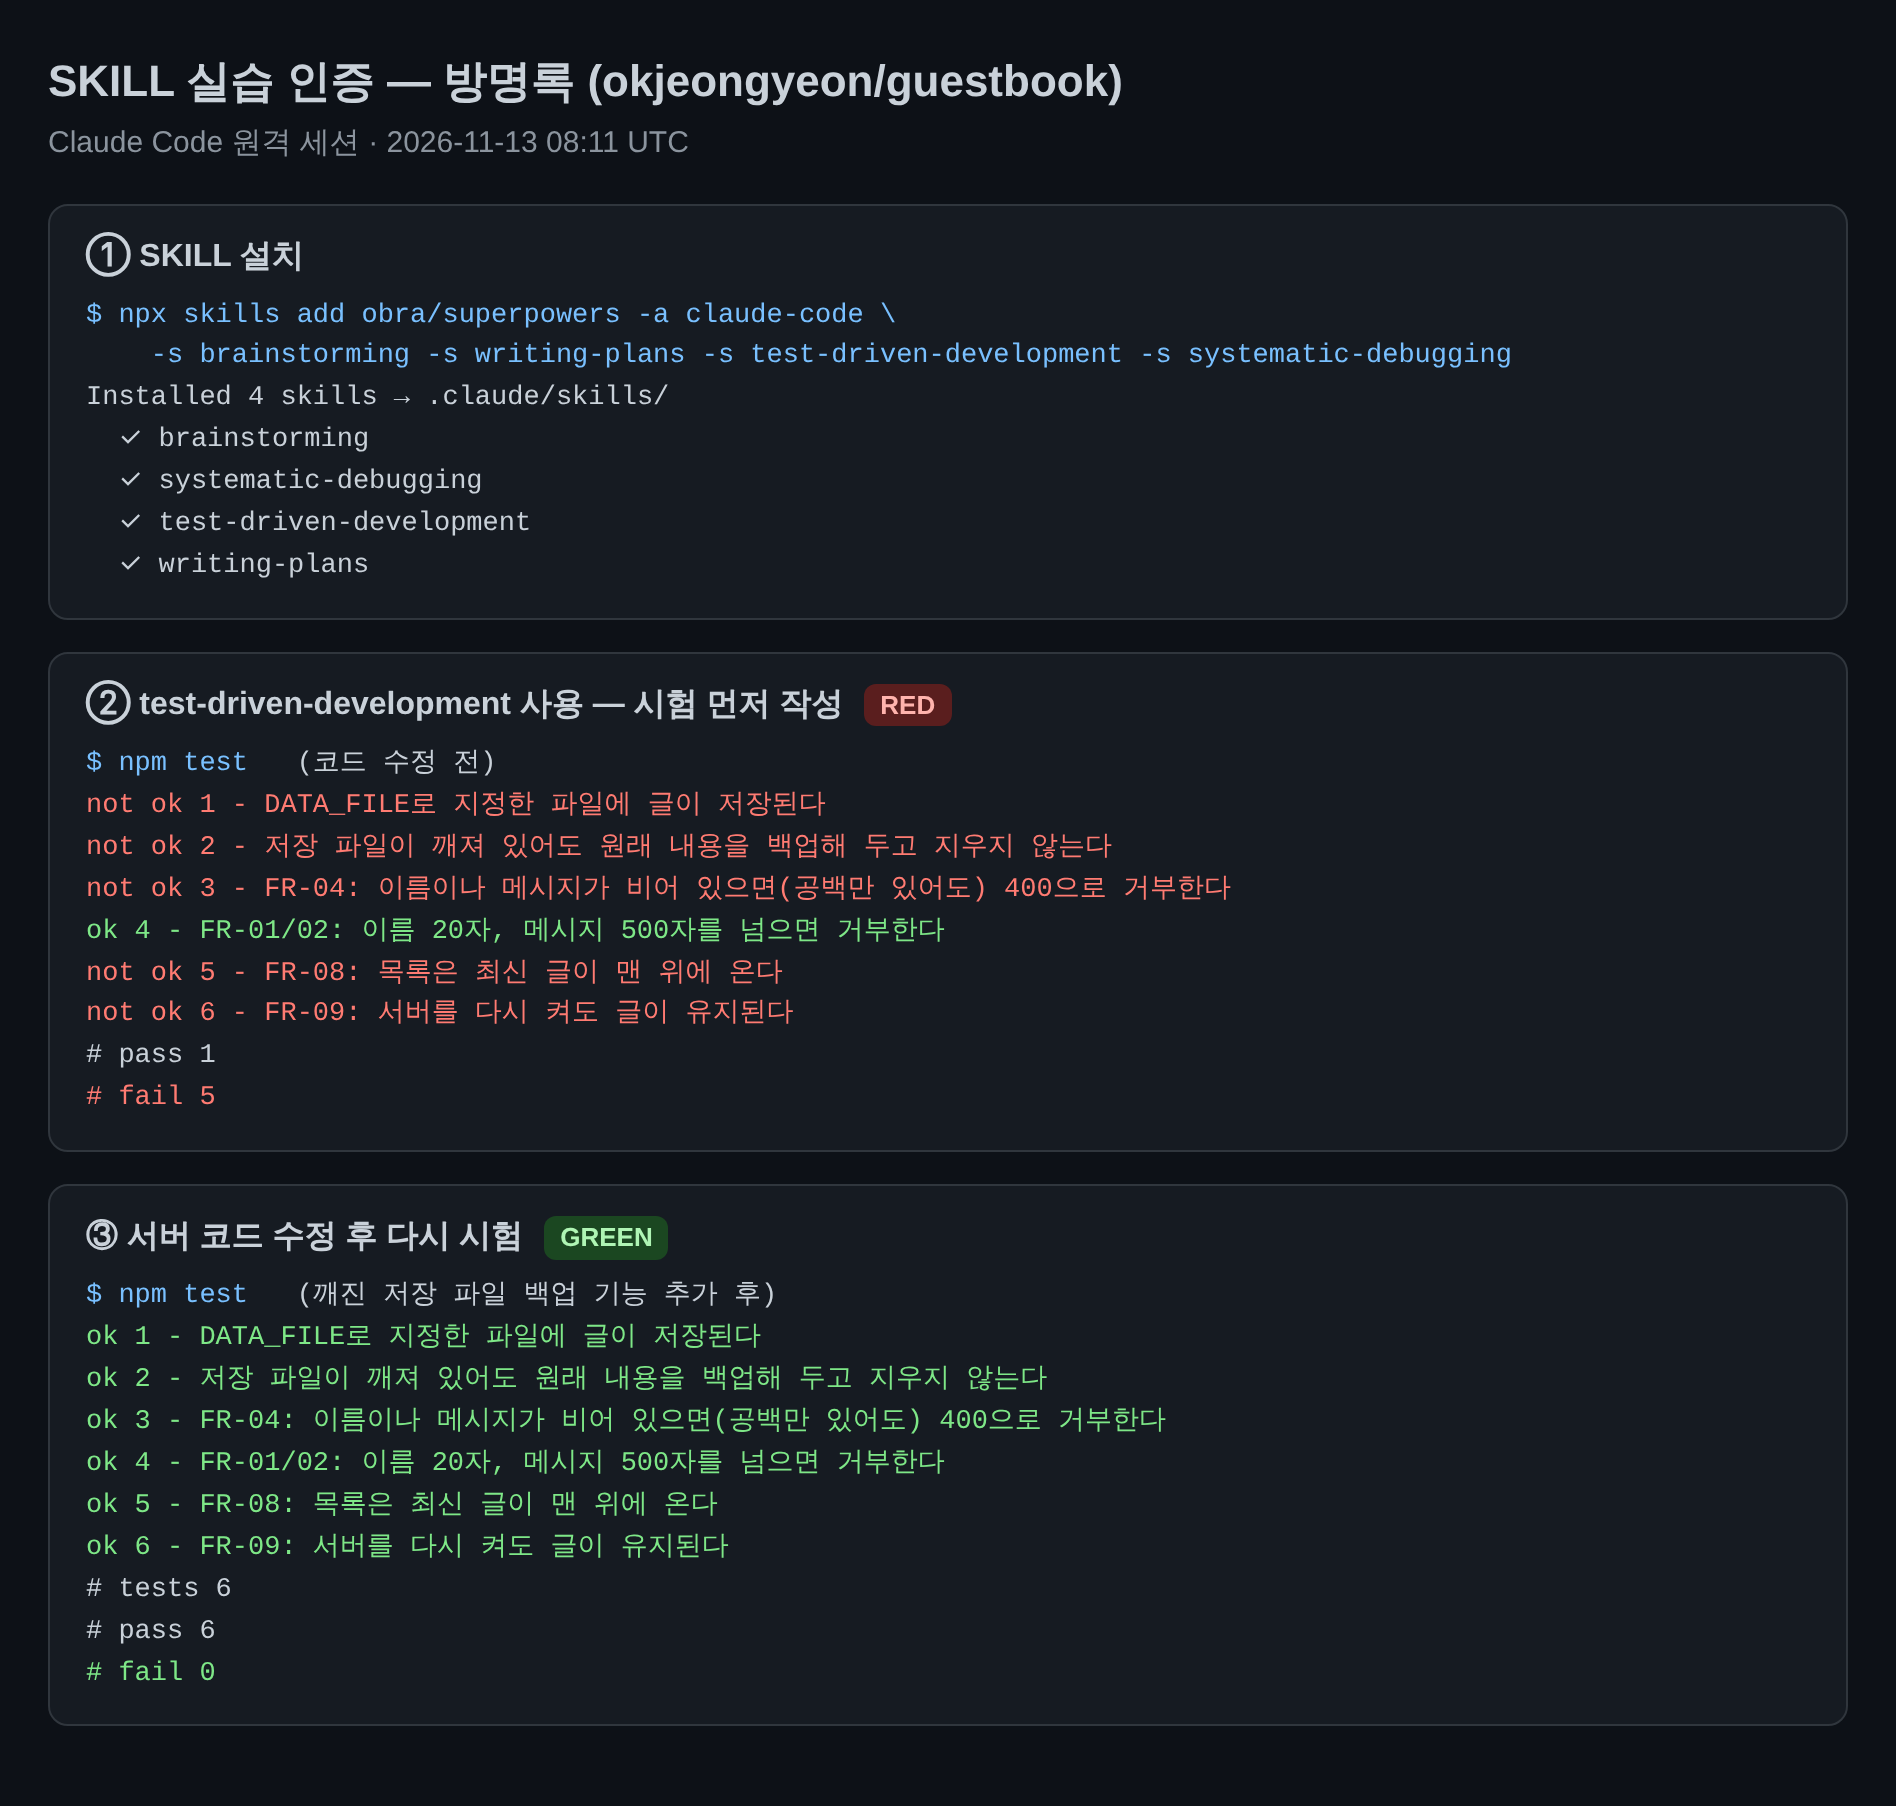 SKILL 실습 인증 — 방명록 (okjeongyeon/guestbook)
Claude Code 원격 세션 · 2026-11-13 08:11 UTC
① SKILL 설치
$ npx skills add obra/superpowers -a claude-code \
-s brainstorming -s writing-plans -s test-driven-development -s systematic-debugging
Installed 4 skills → .claude/skills/
✓ brainstorming
✓ systematic-debugging
✓ test-driven-development
✓ writing-plans
② test-driven-development 사용 — 시험 먼저 작성 RED
$ npm test (코드 수정 전)
not ok 1 - DATA_FILE로 지정한 파일에 글이 저장된다
not ok 2 - 저장 파일이 깨져 있어도 원래 내용을 백업해 두고 지우지 않는다
not ok 3 - FR-04: 이름이나 메시지가 비어 있으면(공백만 있어도) 400으로 거부한다
ok 4 - FR-01/02: 이름 20자, 메시지 500자를 넘으면 거부한다
not ok 5 - FR-08: 목록은 최신 글이 맨 위에 온다
not ok 6 - FR-09: 서버를 다시 켜도 글이 유지된다
# pass 1
# fail 5
③ 서버 코드 수정 후 다시 시험 GREEN
$ npm test (깨진 저장 파일 백업 기능 추가 후)
ok 1 - DATA_FILE로 지정한 파일에 글이 저장된다
ok 2 - 저장 파일이 깨져 있어도 원래 내용을 백업해 두고 지우지 않는다
ok 3 - FR-04: 이름이나 메시지가 비어 있으면(공백만 있어도) 400으로 거부한다
ok 4 - FR-01/02: 이름 20자, 메시지 500자를 넘으면 거부한다
ok 5 - FR-08: 목록은 최신 글이 맨 위에 온다
ok 6 - FR-09: 서버를 다시 켜도 글이 유지된다
# tests 6
# pass 6
# fail 0